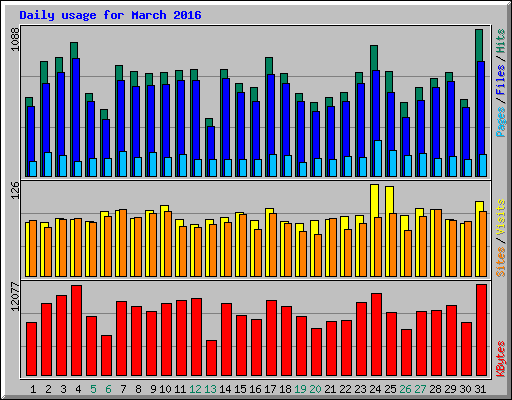 Daily usage for March 2016
1088
Pages / Files / Hits
126
Sites / Visits
12077
KBytes
1 2 3 4 5 6 7 8 9 10 11 12 13 14 15 16 17 18 19 20 21 22 23 24 25 26 27 28 29 30 31